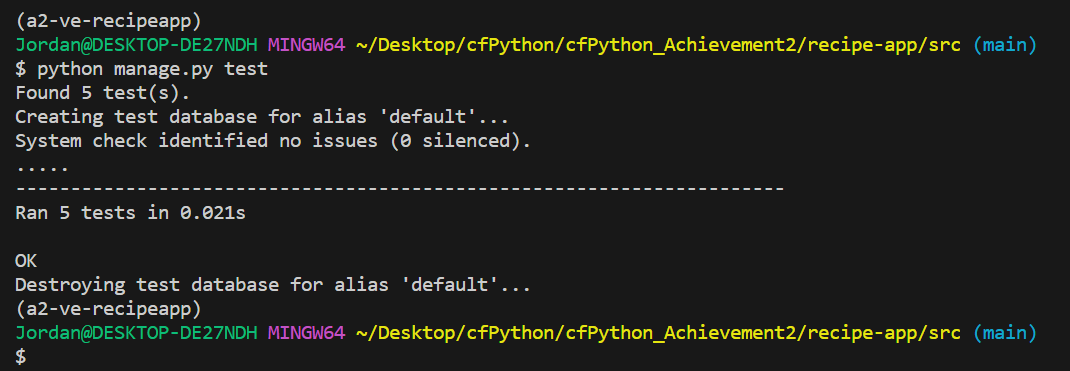 (a2-ve-recipeapp)
Jordan@DESKTOP-DE27NDH MINGW64 ~/Desktop/cfPython/cfPython_Achievement2/recipe-app/src (main)
$ python manage.py test
Found 5 test(s).
Creating test database for alias 'default'...
System check identified no issues (0 silenced).
.....
----------------------------------------------------------------------
Ran 5 tests in 0.021s

OK
Destroying test database for alias 'default'...
(a2-ve-recipeapp)
Jordan@DESKTOP-DE27NDH MINGW64 ~/Desktop/cfPython/cfPython_Achievement2/recipe-app/src (main)
$